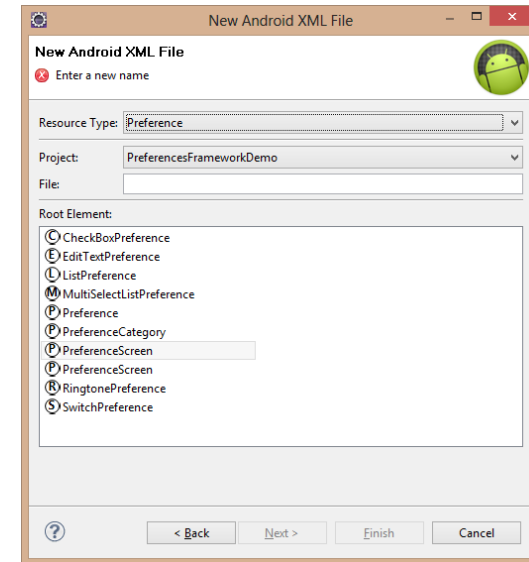 New Android XML File
New Android XML File
Enter a new name
Resource Type: Preference
Project: PreferencesFrameworkDemo
File:
Root Element:
C CheckBoxPreference
E EditTextPreference
L ListPreference
M MultiSelectListPreference
P Preference
P PreferenceCategory
P PreferenceScreen
P PreferenceScreen
R RingtonePreference
S SwitchPreference
? < Back Next > Finish Cancel